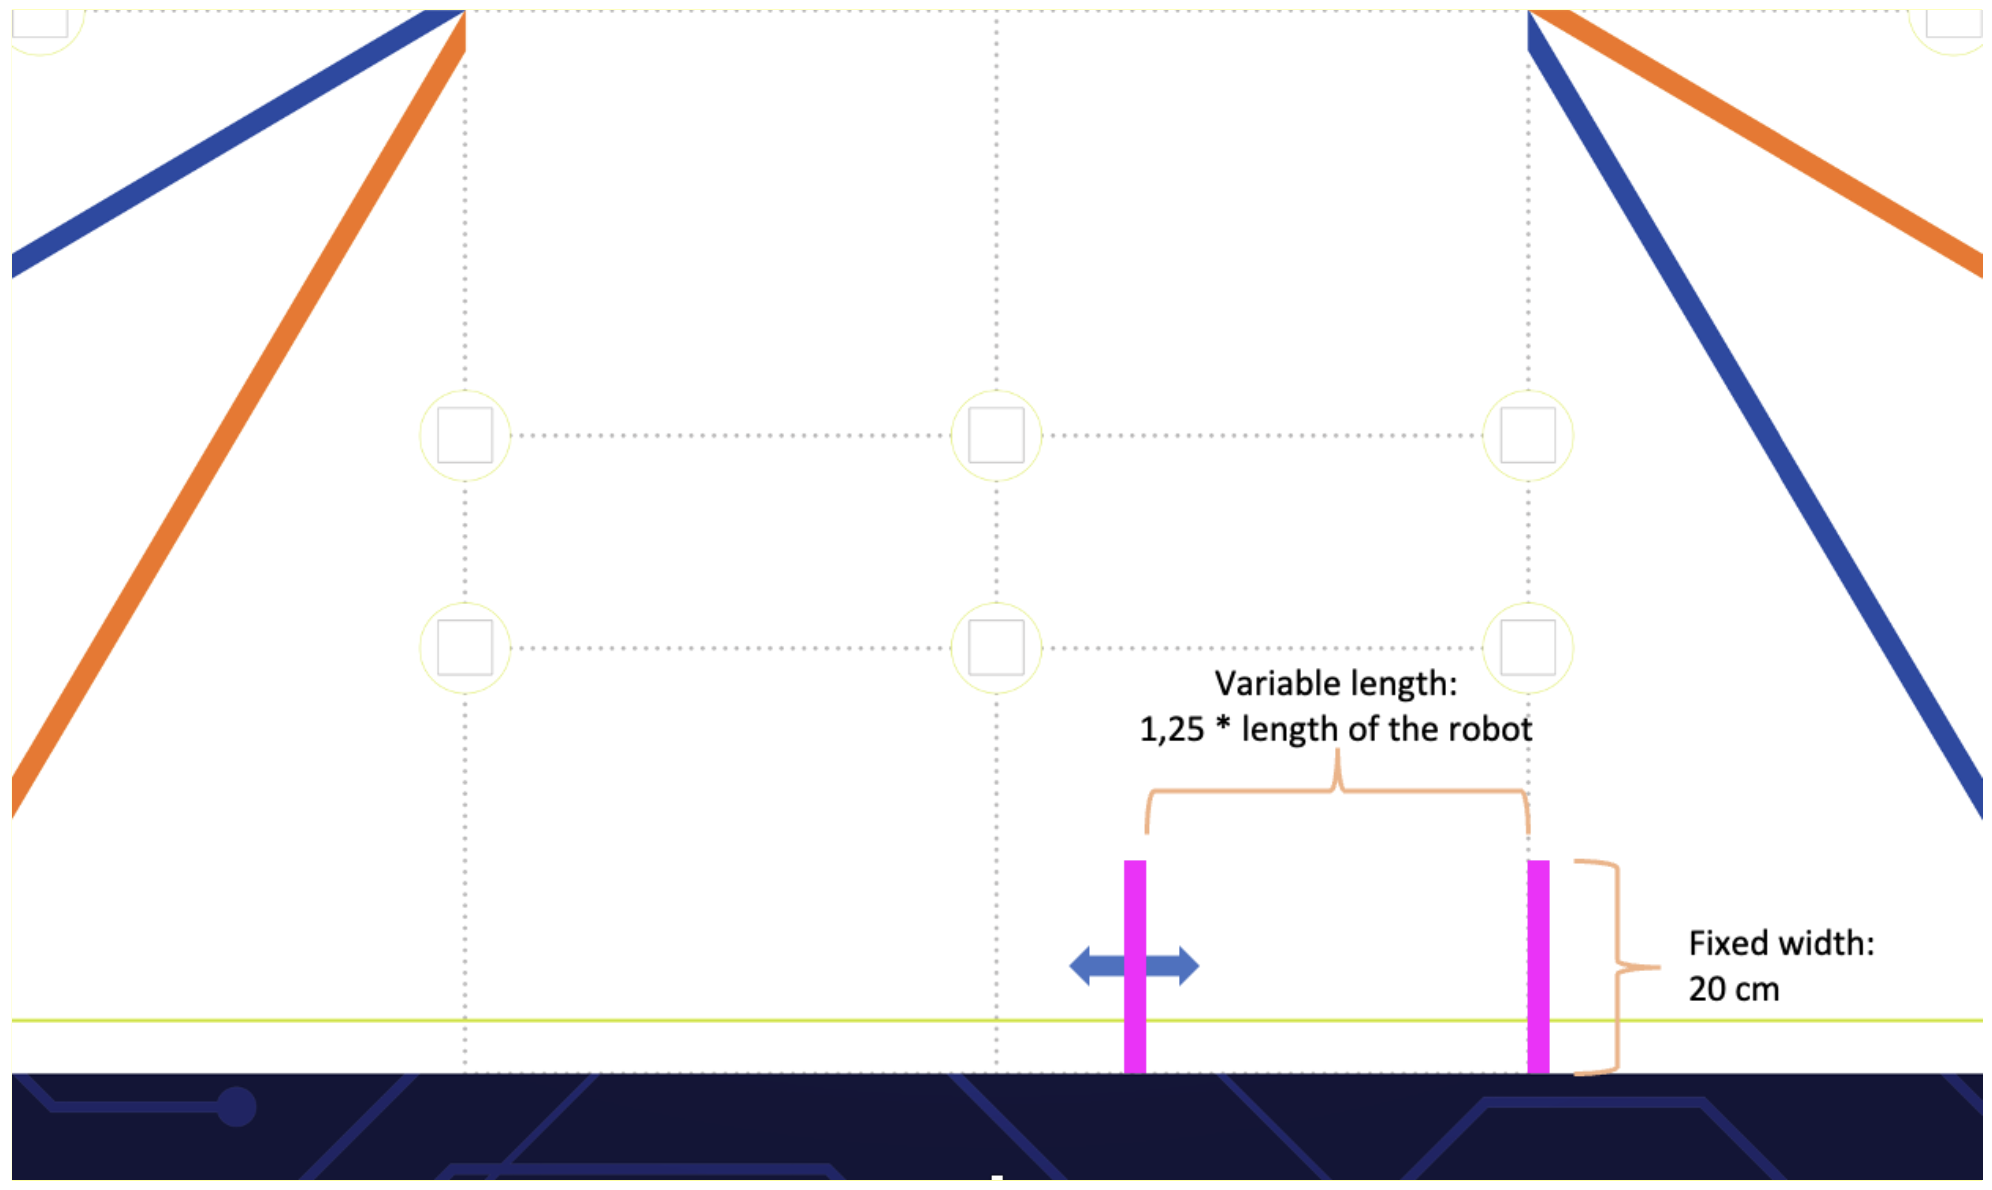 Variable length:
1,25 * length of the robot
Fixed width:
20 cm